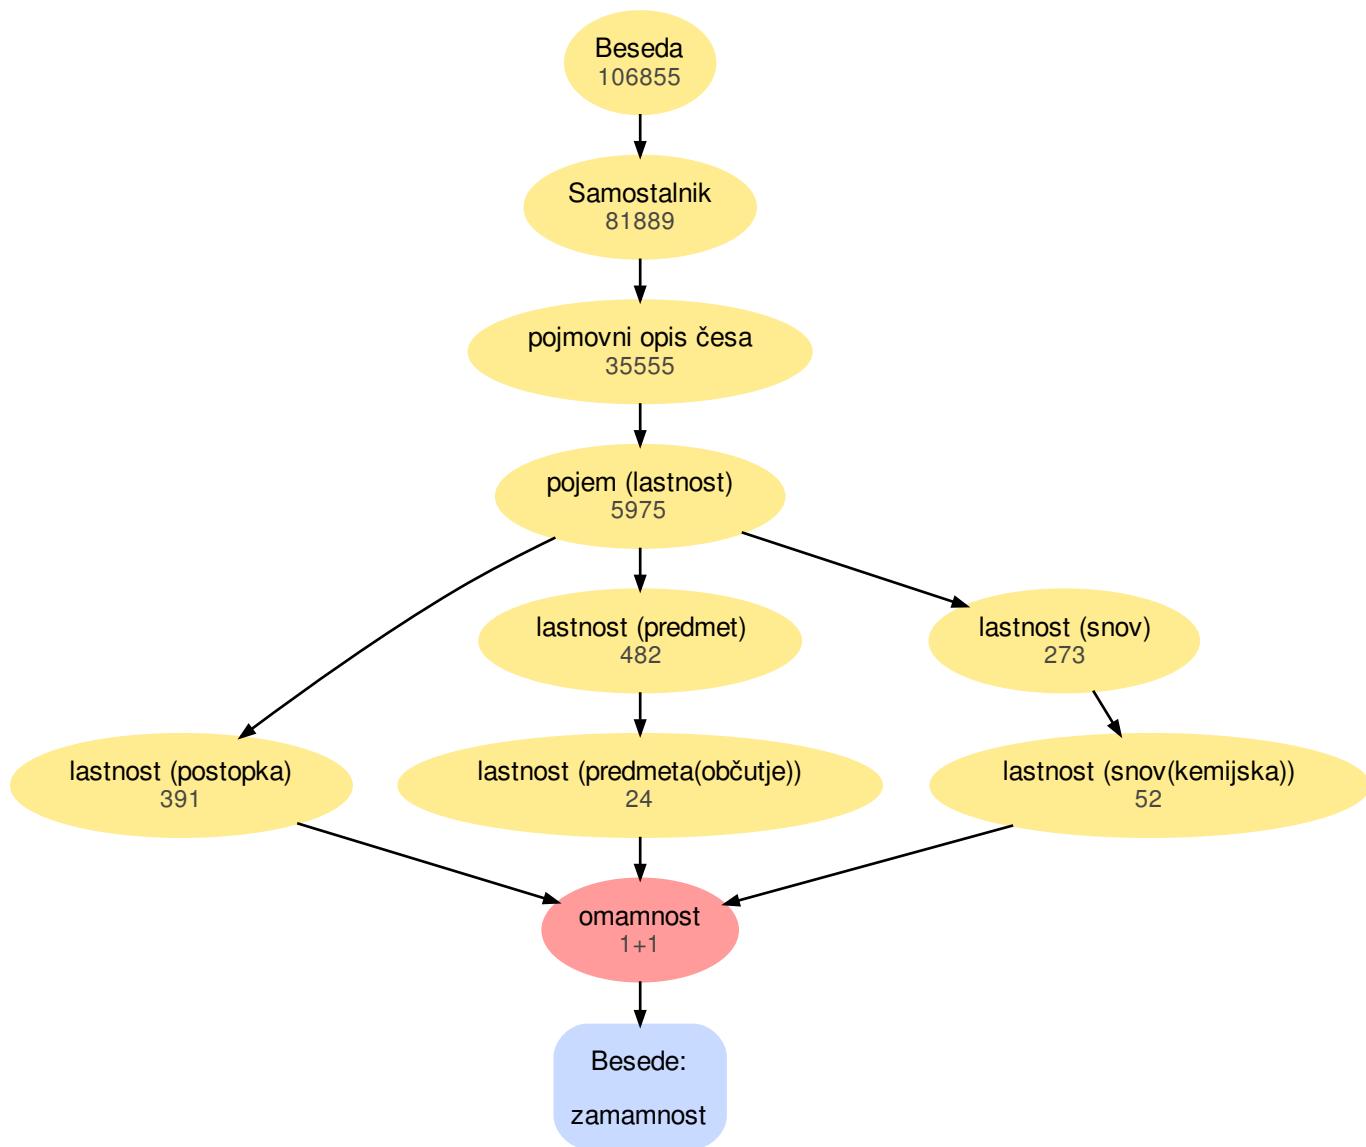 Beseda
106855
Samostalnik
81889
pojmovni opis česa
35555
pojem (lastnost)
5975
lastnost (predmet)
482
lastnost (snov)
273
lastnost (postopka)
391
lastnost (predmeta(občutje))
24
lastnost (snov(kemijska))
52
omamnost
1+1
Besede:
zamamnost